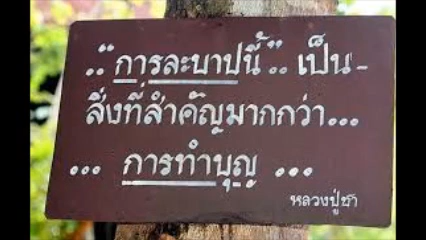 .."การละบาปนี้".. เป็น-
สิ่งที่สำคัญมากกว่า...
... การทำบุญ ...
หลวงปู่ชา